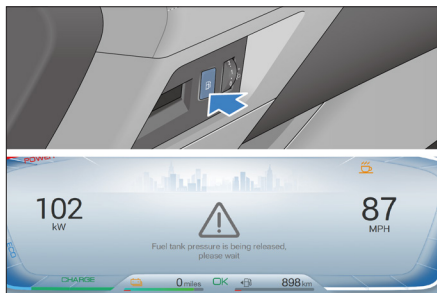 POWER
102
kW
87
MPH
Fuel tank pressure is being released,
please wait
ECO
CHARGE
0 miles
OK
898 km